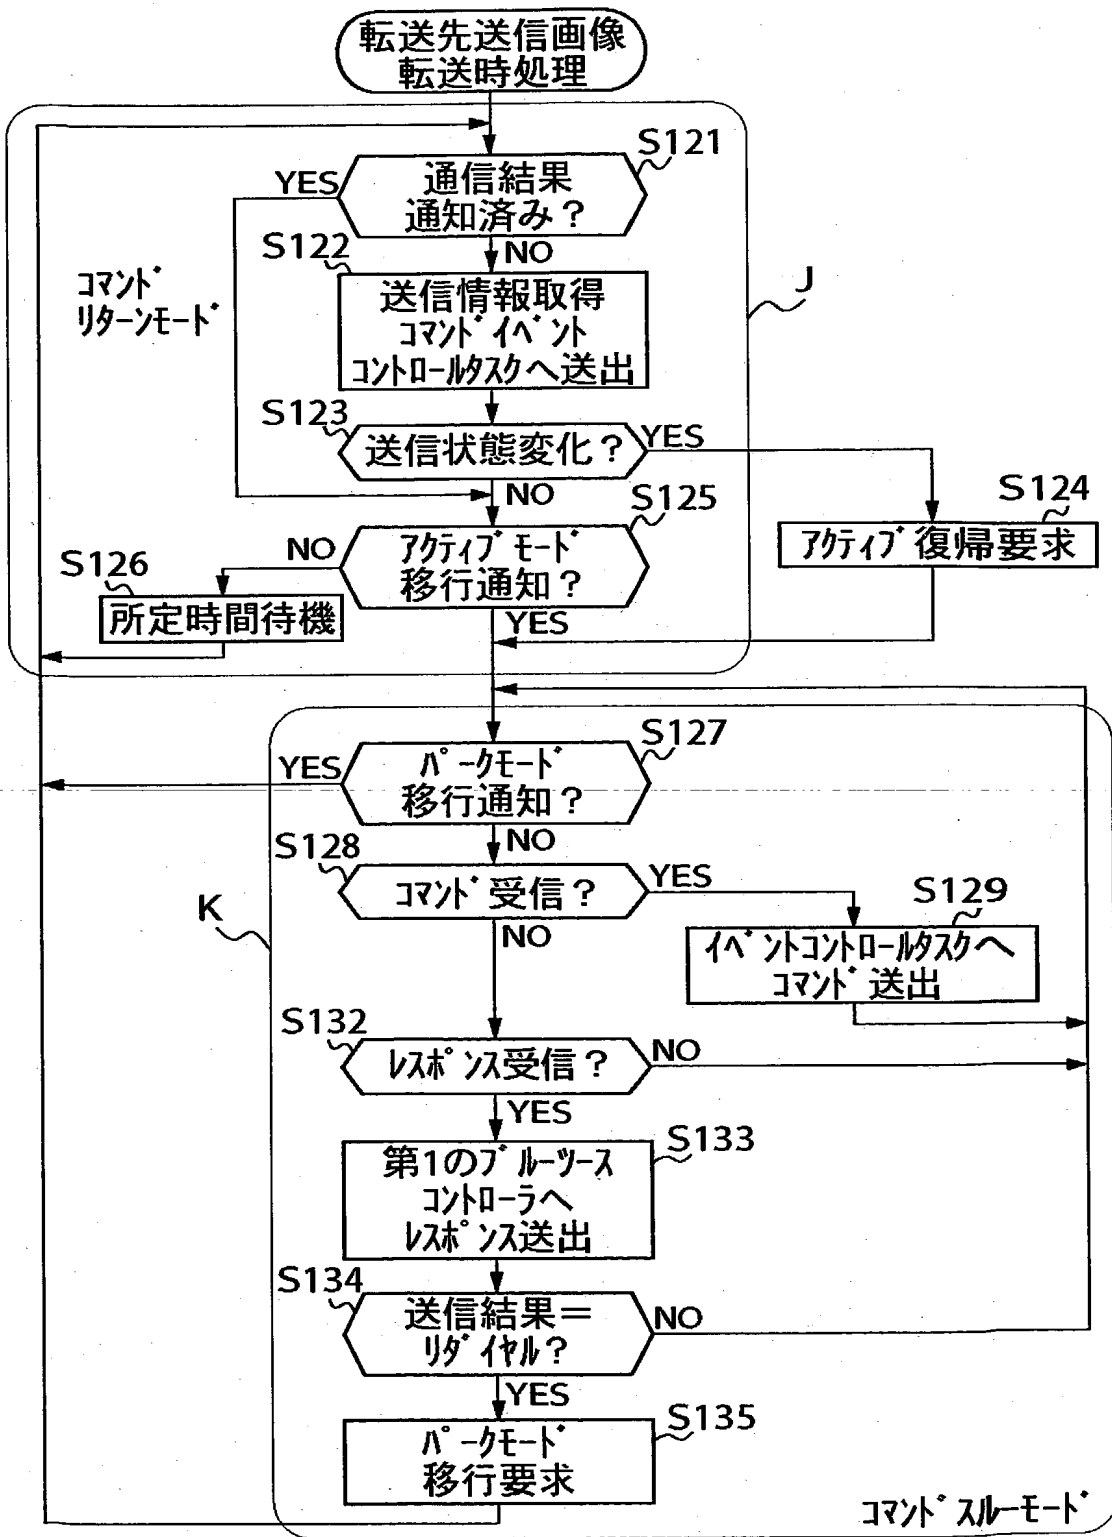 転送先送信画像
転送時処理
S121
通信結果
通知済み？
YES
NO
S122
コマンド
リターンモード
J
送信情報取得
コマンドイベント
コントロールタスクへ送出
S123
送信状態変化？
YES
NO
S124
アクティブ復帰要求
S125
アクティブモード
移行通知？
NO
YES
S126
所定時間待機
S127
パークモード
移行通知？
YES
NO
S128
コマンド受信？
YES
NO
K
S129
イベントコントロールタスクへ
コマンド送出
S132
レスポンス受信？
NO
YES
S133
第1のブルーツース
コントローラへ
レスポンス送出
S134
送信結果＝
リダイヤル？
NO
YES
S135
パークモード
移行要求
コマンドスルーモード